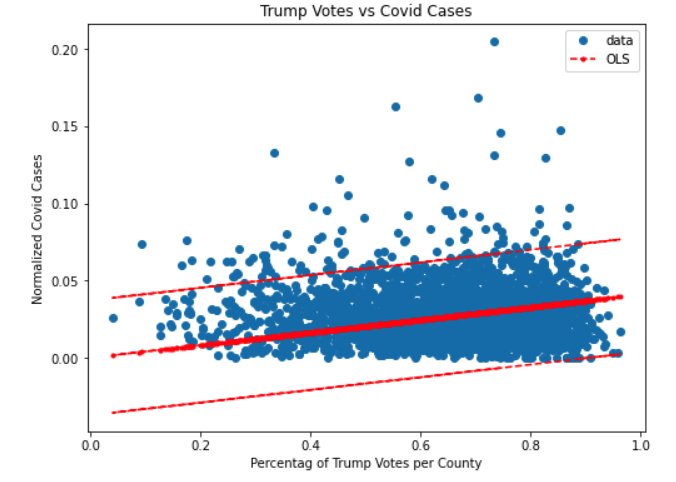 Trump Votes vs Covid Cases
data
OLS
0.20
0.15
0.10
0.05
0.00
Normalized Covid Cases
0.0 0.2 0.4 0.6 0.8 1.0
Percentag of Trump Votes per County